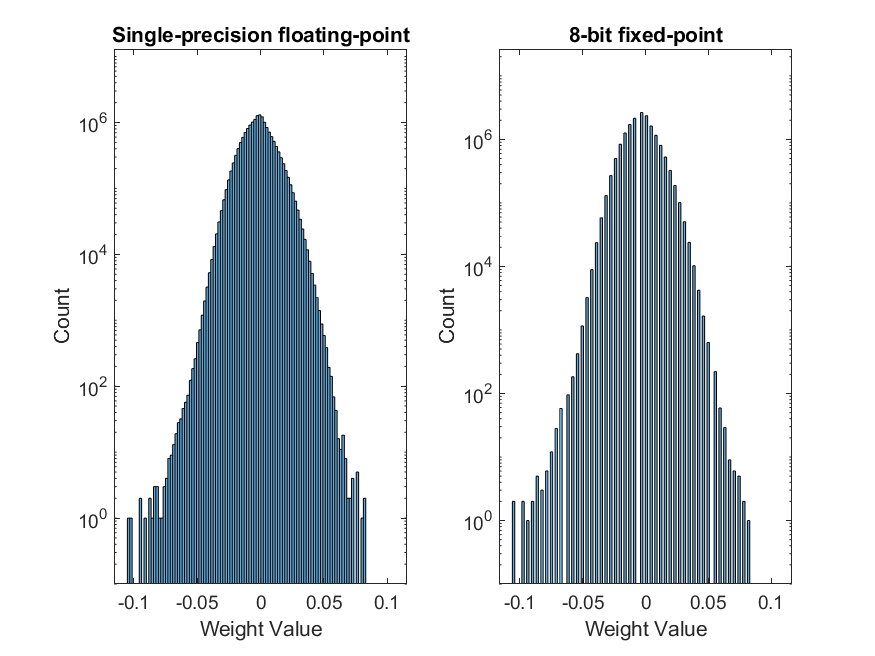 Single-precision floating-point
Count
10^6
10^4
10^2
10^0
-0.1 -0.05 0 0.05 0.1
Weight Value
8-bit fixed-point
Count
10^6
10^4
10^2
10^0
-0.1 -0.05 0 0.05 0.1
Weight Value